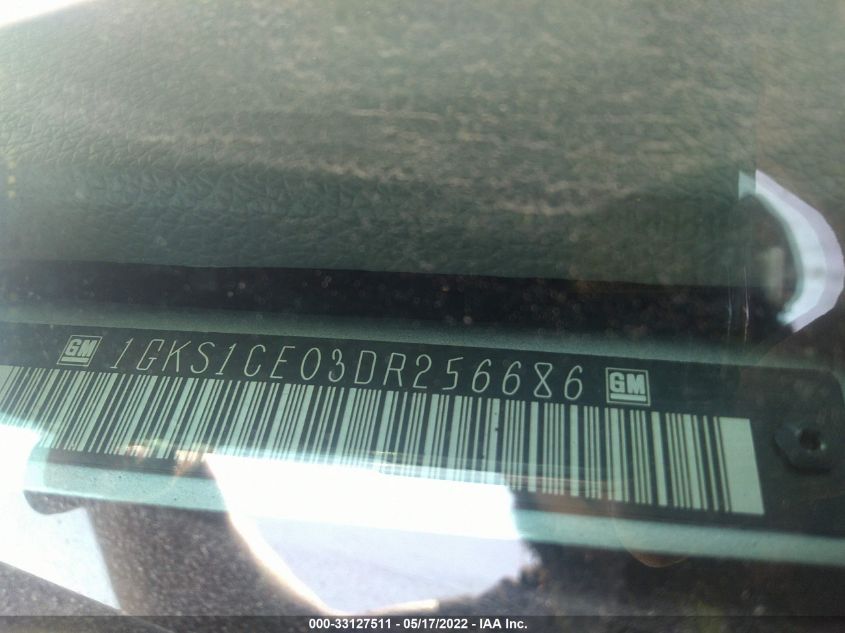 GM 1GKS1CE03DR256686 GM
000-33127511 - 05/17/2022 - IAA Inc.